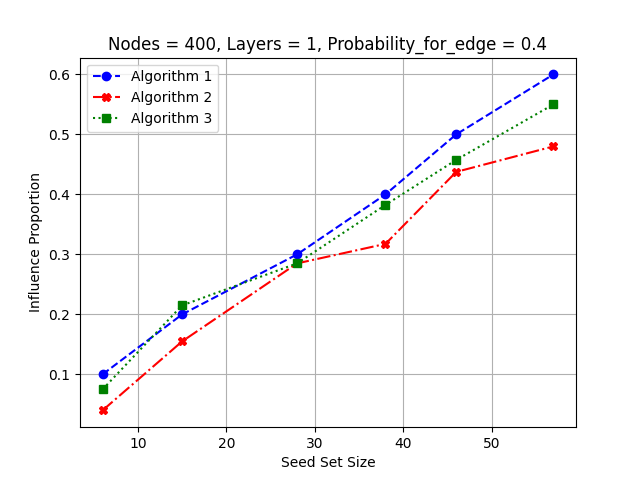 Nodes = 400, Layers = 1, Probability_for_edge = 0.4
Algorithm 1
Algorithm 2
Algorithm 3
0.6
0.5
0.4
0.3
0.2
0.1
Influence Proportion
10 20 30 40 50
Seed Set Size